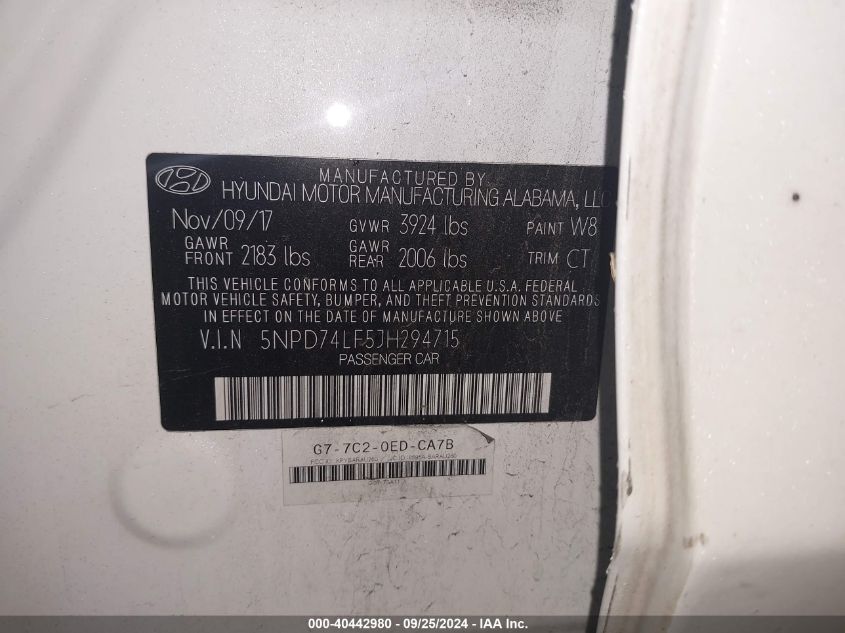 MANUFACTURED BY
HYUNDAI MOTOR MANUFACTURING ALABAMA, LLC
Nov/09/17 GVWR 3924 lbs PAINT W8
GAWR FRONT 2183 lbs GAWR REAR 2006 lbs TRIM CT
THIS VEHICLE CONFORMS TO ALL APPLICABLE U.S.A. FEDERAL
MOTOR VEHICLE SAFETY, BUMPER, AND THEFT PREVENTION STANDARDS
IN EFFECT ON THE DATE OF MANUFACTURE SHOWN ABOVE.
V.I.N 5NPD74LF5JH294715
PASSENGER CAR
G7-7C2-0ED-CA7B
000-40442980 - 09/25/2024 - IAA Inc.